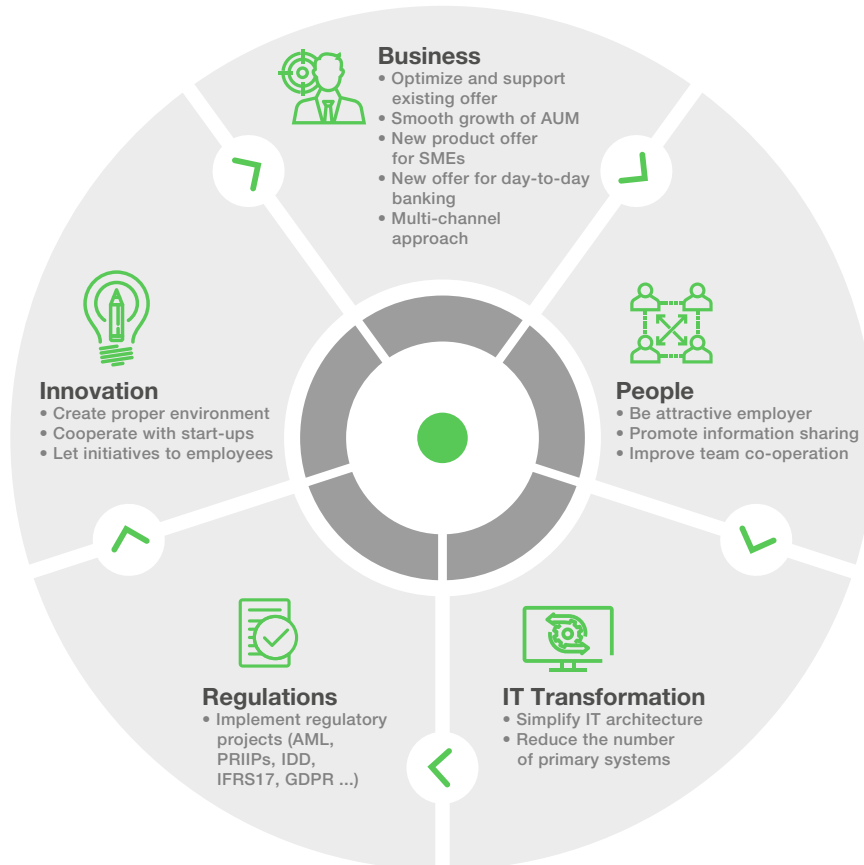 Business
• Optimize and support
existing offer
• Smooth growth of AUM
• New product offer
for SMEs
• New offer for day-to-day
banking
• Multi-channel
approach
People
• Be attractive employer
• Promote information sharing
• Improve team co-operation
IT Transformation
• Simplify IT architecture
• Reduce the number
of primary systems
Regulations
• Implement regulatory
projects (AML,
PRIIPs, IDD,
IFRS17, GDPR ...)
Innovation
• Create proper environment
• Cooperate with start-ups
• Let initiatives to employees